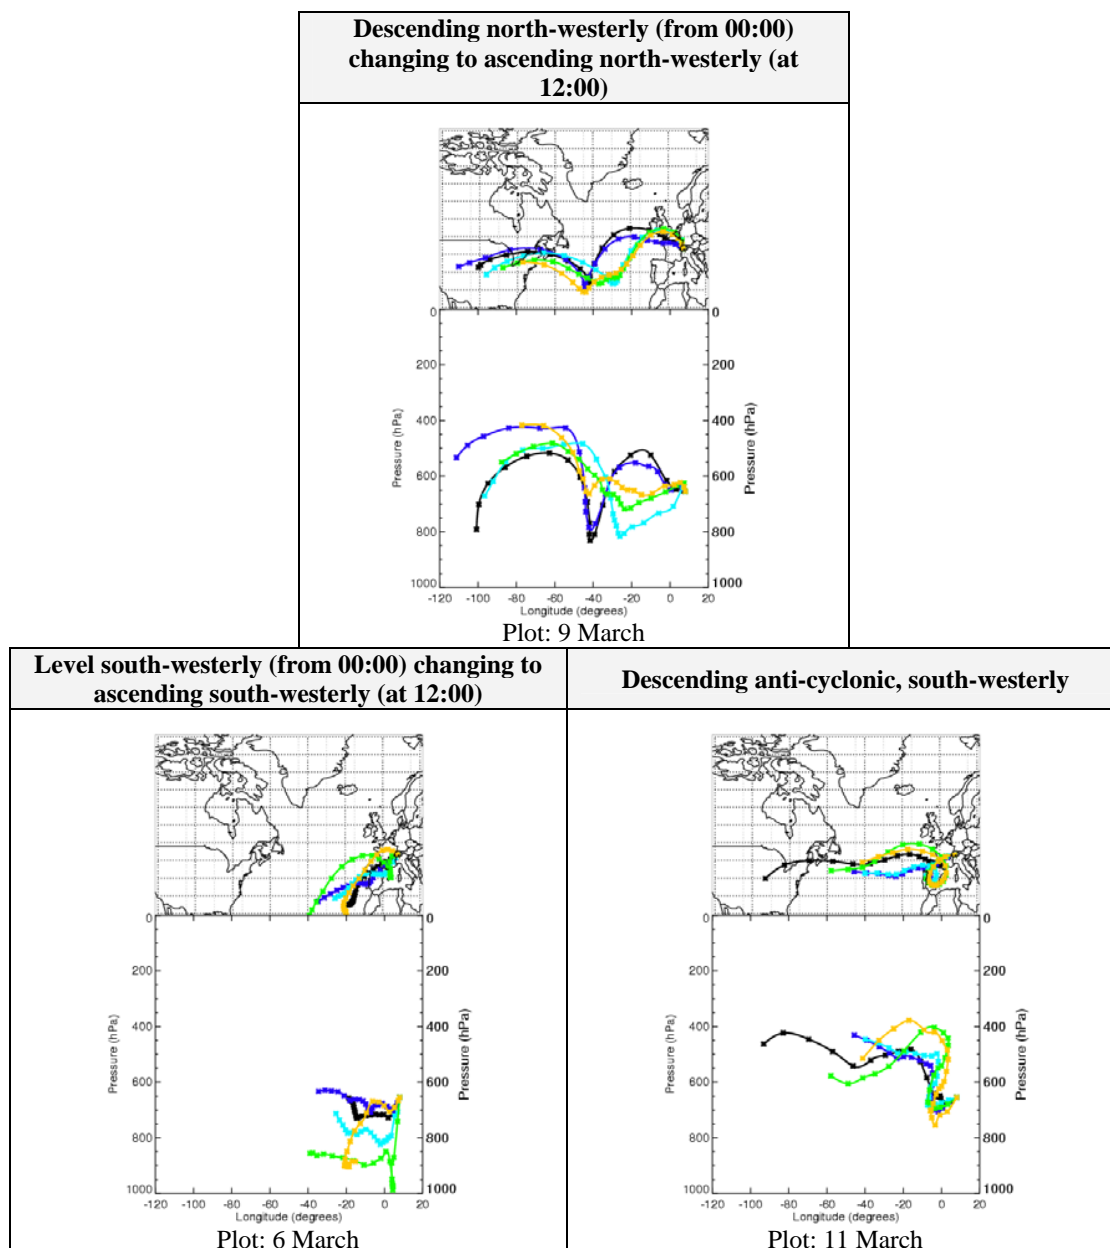 Descending north-westerly (from 00:00)
changing to ascending north-westerly (at
12:00)
0
0
200
200
400
400
600
600
800
800
1000
1000
Pressure (hPa)
Pressure (hPa)
-120 -100 -80 -60 -40 -20 0 20
Longitude (degrees)
Plot: 9 March
Level south-westerly (from 00:00) changing to
ascending south-westerly (at 12:00)
0
0
200
200
400
400
600
600
800
800
1000
1000
Pressure (hPa)
Pressure (hPa)
-120 -100 -80 -60 -40 -20 0 20
Longitude (degrees)
Plot: 6 March
Descending anti-cyclonic, south-westerly
0
0
200
200
400
400
600
600
800
800
1000
1000
Pressure (hPa)
Pressure (hPa)
-120 -100 -80 -60 -40 -20 0 20
Longitude (degrees)
Plot: 11 March